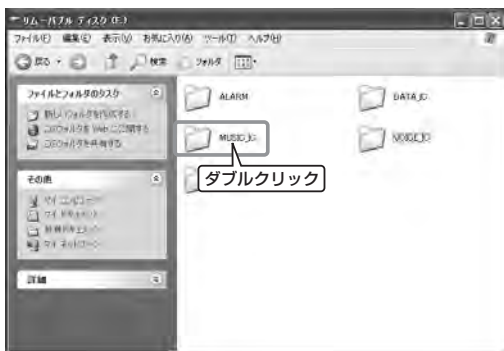 リムーバブル ディスク (E:)
ファイル(F) 編集(E) 表示(V) お気に入り(A) ツール(T) ヘルプ(H)
戻る 検索 フォルダ
ファイルとフォルダのタスク
新しいフォルダを作成する
このフォルダを Web に公開する
このフォルダを共有する
ALARM
DATA_IC
MUSIC_IC
VOICE_IC
ダブルクリック
その他
マイ コンピュータ
マイ ドキュメント
共有ドキュメント
マイ ネットワーク
詳細